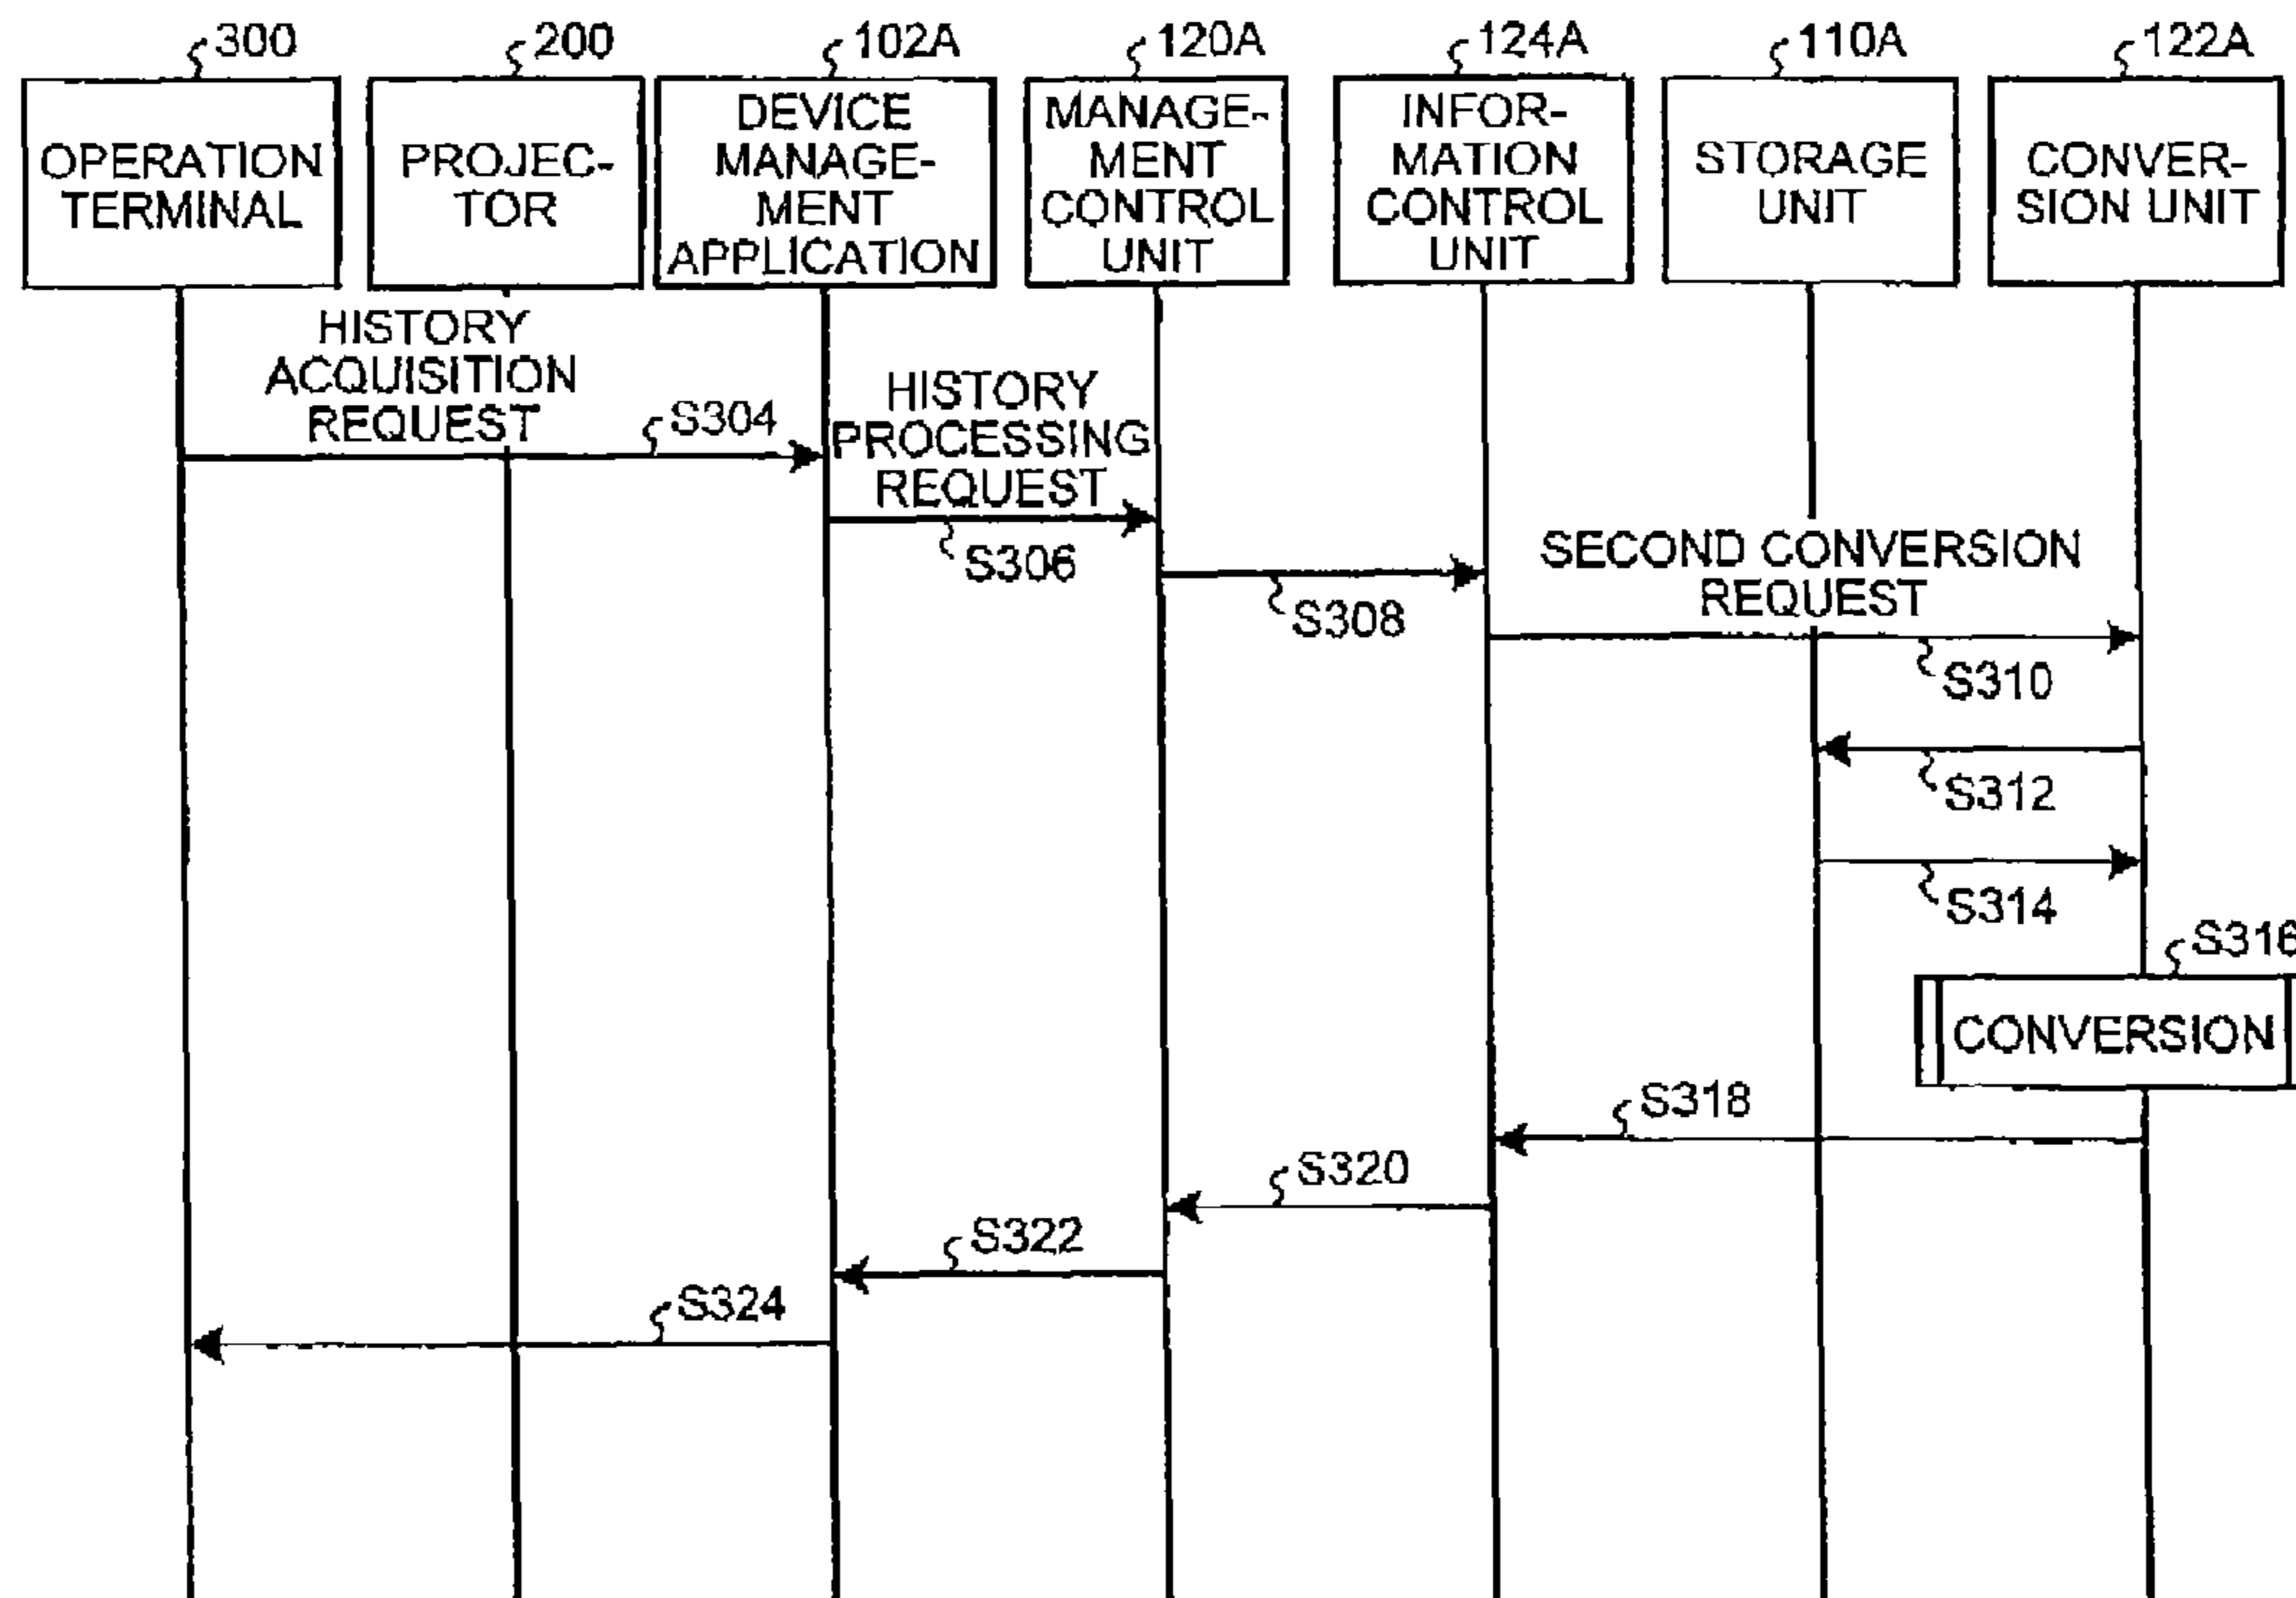 300
200
102A
120A
124A
110A
122A
OPERATION
TERMINAL
PROJEC-
TOR
DEVICE
MANAGE-
MENT
APPLICATION
MANAGE-
MENT
CONTROL
UNIT
INFOR-
MATION
CONTROL
UNIT
STORAGE
UNIT
CONVER-
SION UNIT
HISTORY
ACQUISITION
REQUEST
S304
HISTORY
PROCESSING
REQUEST
S306
S308
SECOND CONVERSION
REQUEST
S310
S312
S314
S316
CONVERSION
S318
S320
S322
S324